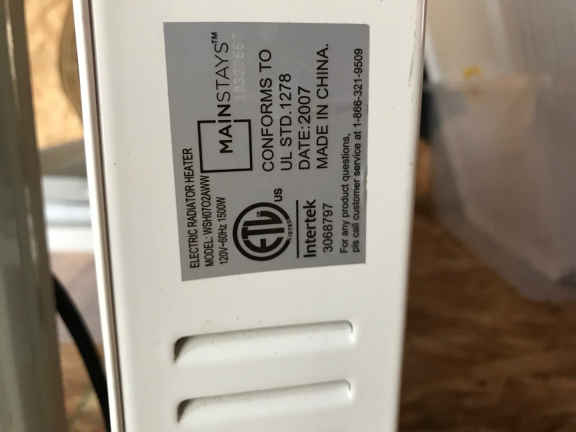 ELECTRIC RADIATOR HEATER
MODEL: WSH07O2AWW
120V~60Hz 1500W
MAINSTAYS™
CONFORMS TO
UL STD.1278
DATE:2007
MADE IN CHINA.
ETL
US
Intertek
3068797
For any product questions,
pls call customer service at 1-866-321-9509